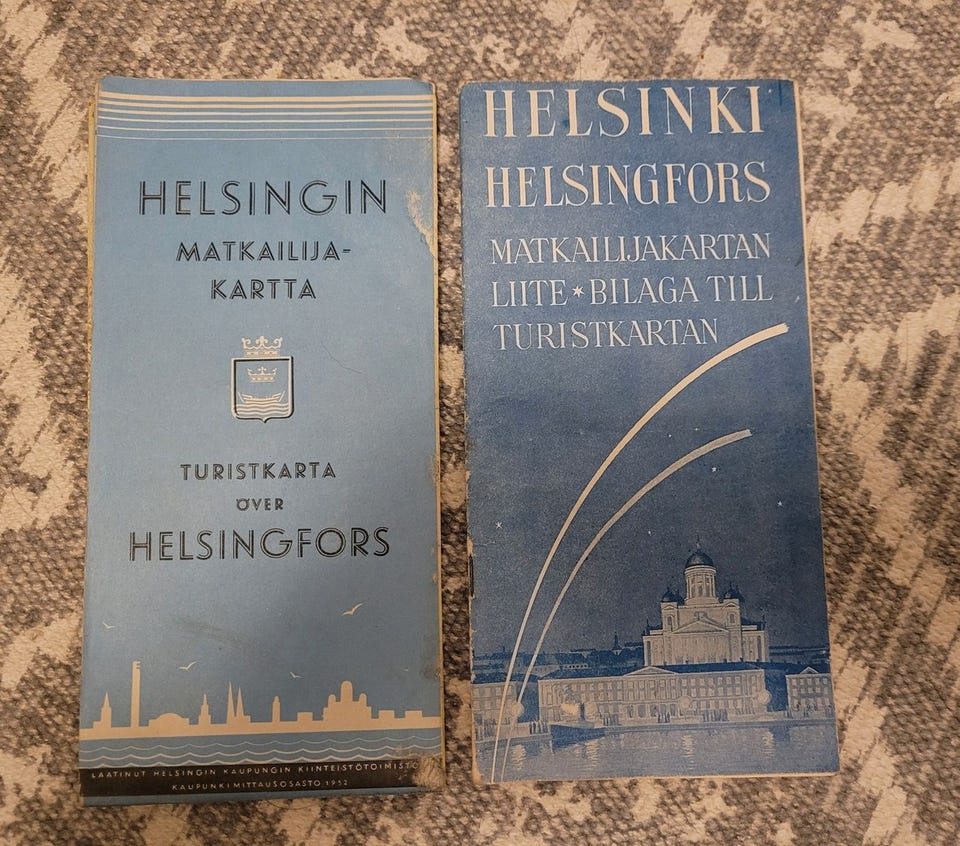 HELSINGIN
MATKAILIJA-
KARTTA
TURISTKARTA
ÖVER
HELSINGFORS
LAATINUT HELSINGIN KAUPUNGIN KIINTEISTÖTOIMISTO
KAUPUNKIMITTAUSOSASTO 1952
HELSINKI
HELSINGFORS
MATKAILIJAKARTAN
LIITE * BILAGA TILL
TURISTKARTAN